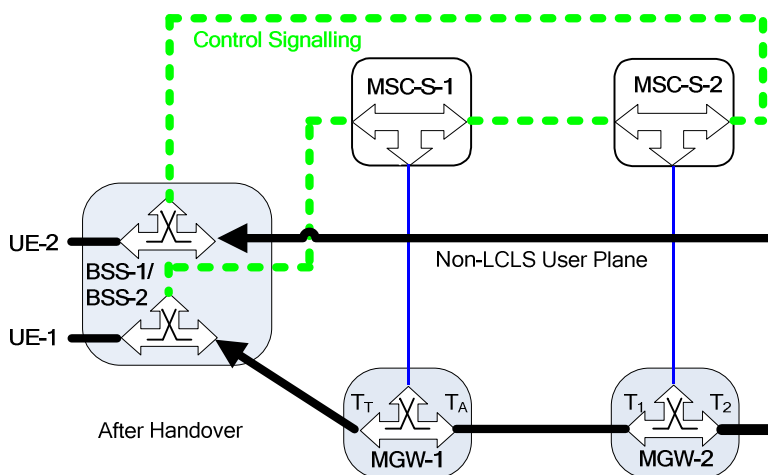 Control Signalling
MSC-S-1
MSC-S-2
UE-2
BSS-1/
BSS-2
Non-LCLS User Plane
UE-1
After Handover
TT
TA
MGW-1
T1
T2
MGW-2